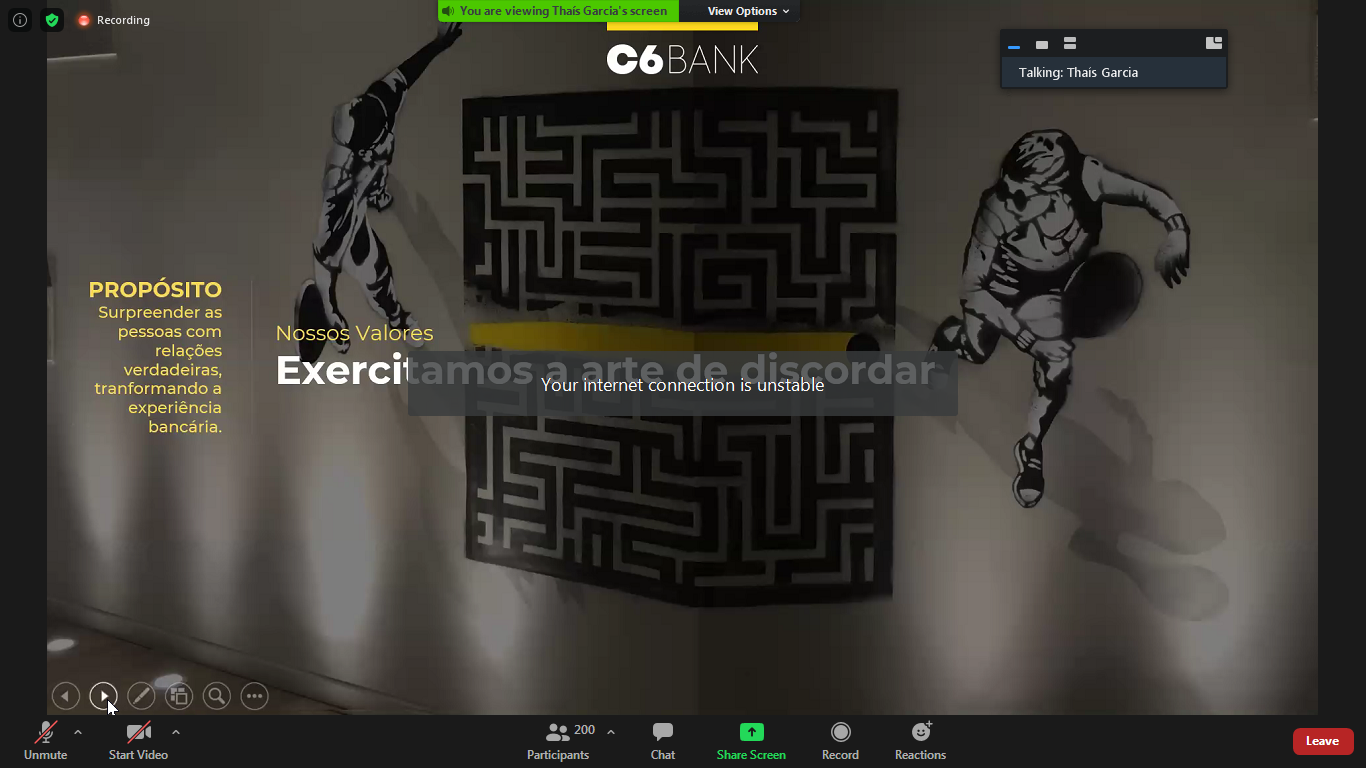 Recording
You are viewing Thaís Garcia's screen
View Options
C6BANK
Talking: Thaís Garcia
PROPÓSITO
Surpreender as
pessoas com
relações
verdadeiras,
tranformando a
experiência
bancária.
Nossos Valores
Exercitamos a arte de discordar
Your internet connection is unstable
Unmute
Start Video
200
Participants
Chat
Share Screen
Record
Reactions
Leave